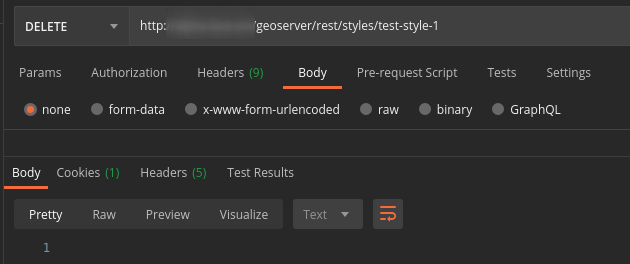 DELETE http: /geoserver/rest/styles/test-style-1
Params Authorization Headers (9) Body Pre-request Script Tests Settings
none form-data x-www-form-urlencoded raw binary GraphQL
Body Cookies (1) Headers (5) Test Results
Pretty Raw Preview Visualize Text
1